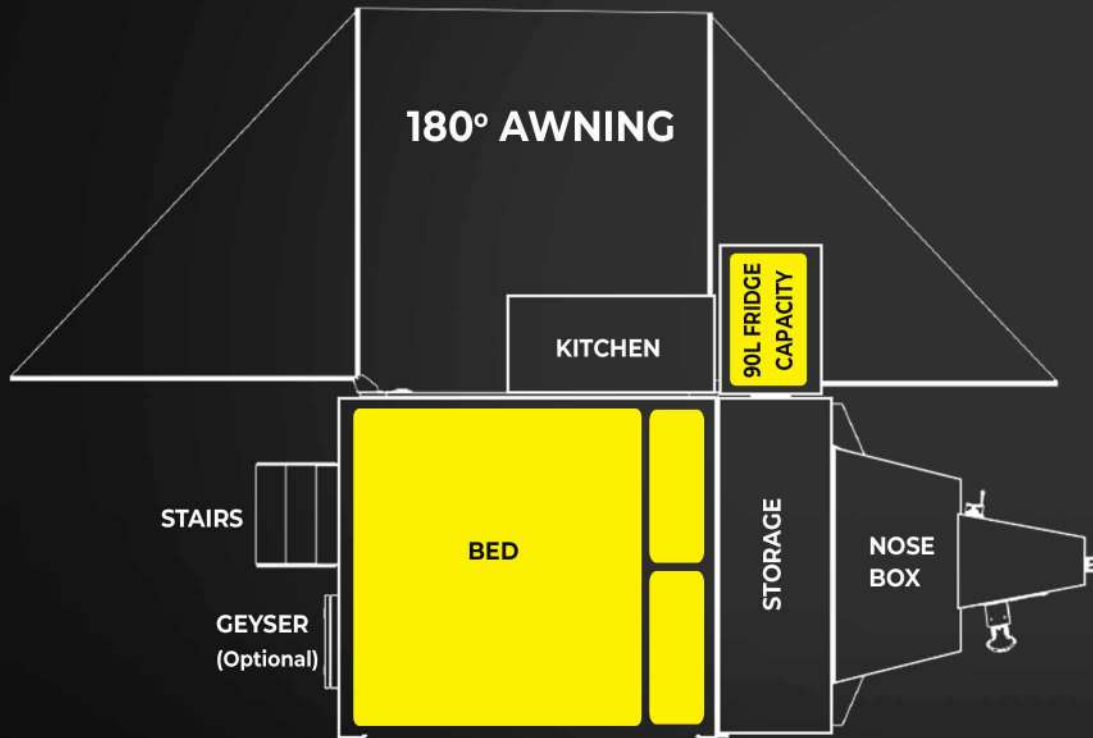 180° AWNING
90L FRIDGE
CAPACITY
KITCHEN
STAIRS
BED
STORAGE
NOSE
BOX
GEYSER
(Optional)